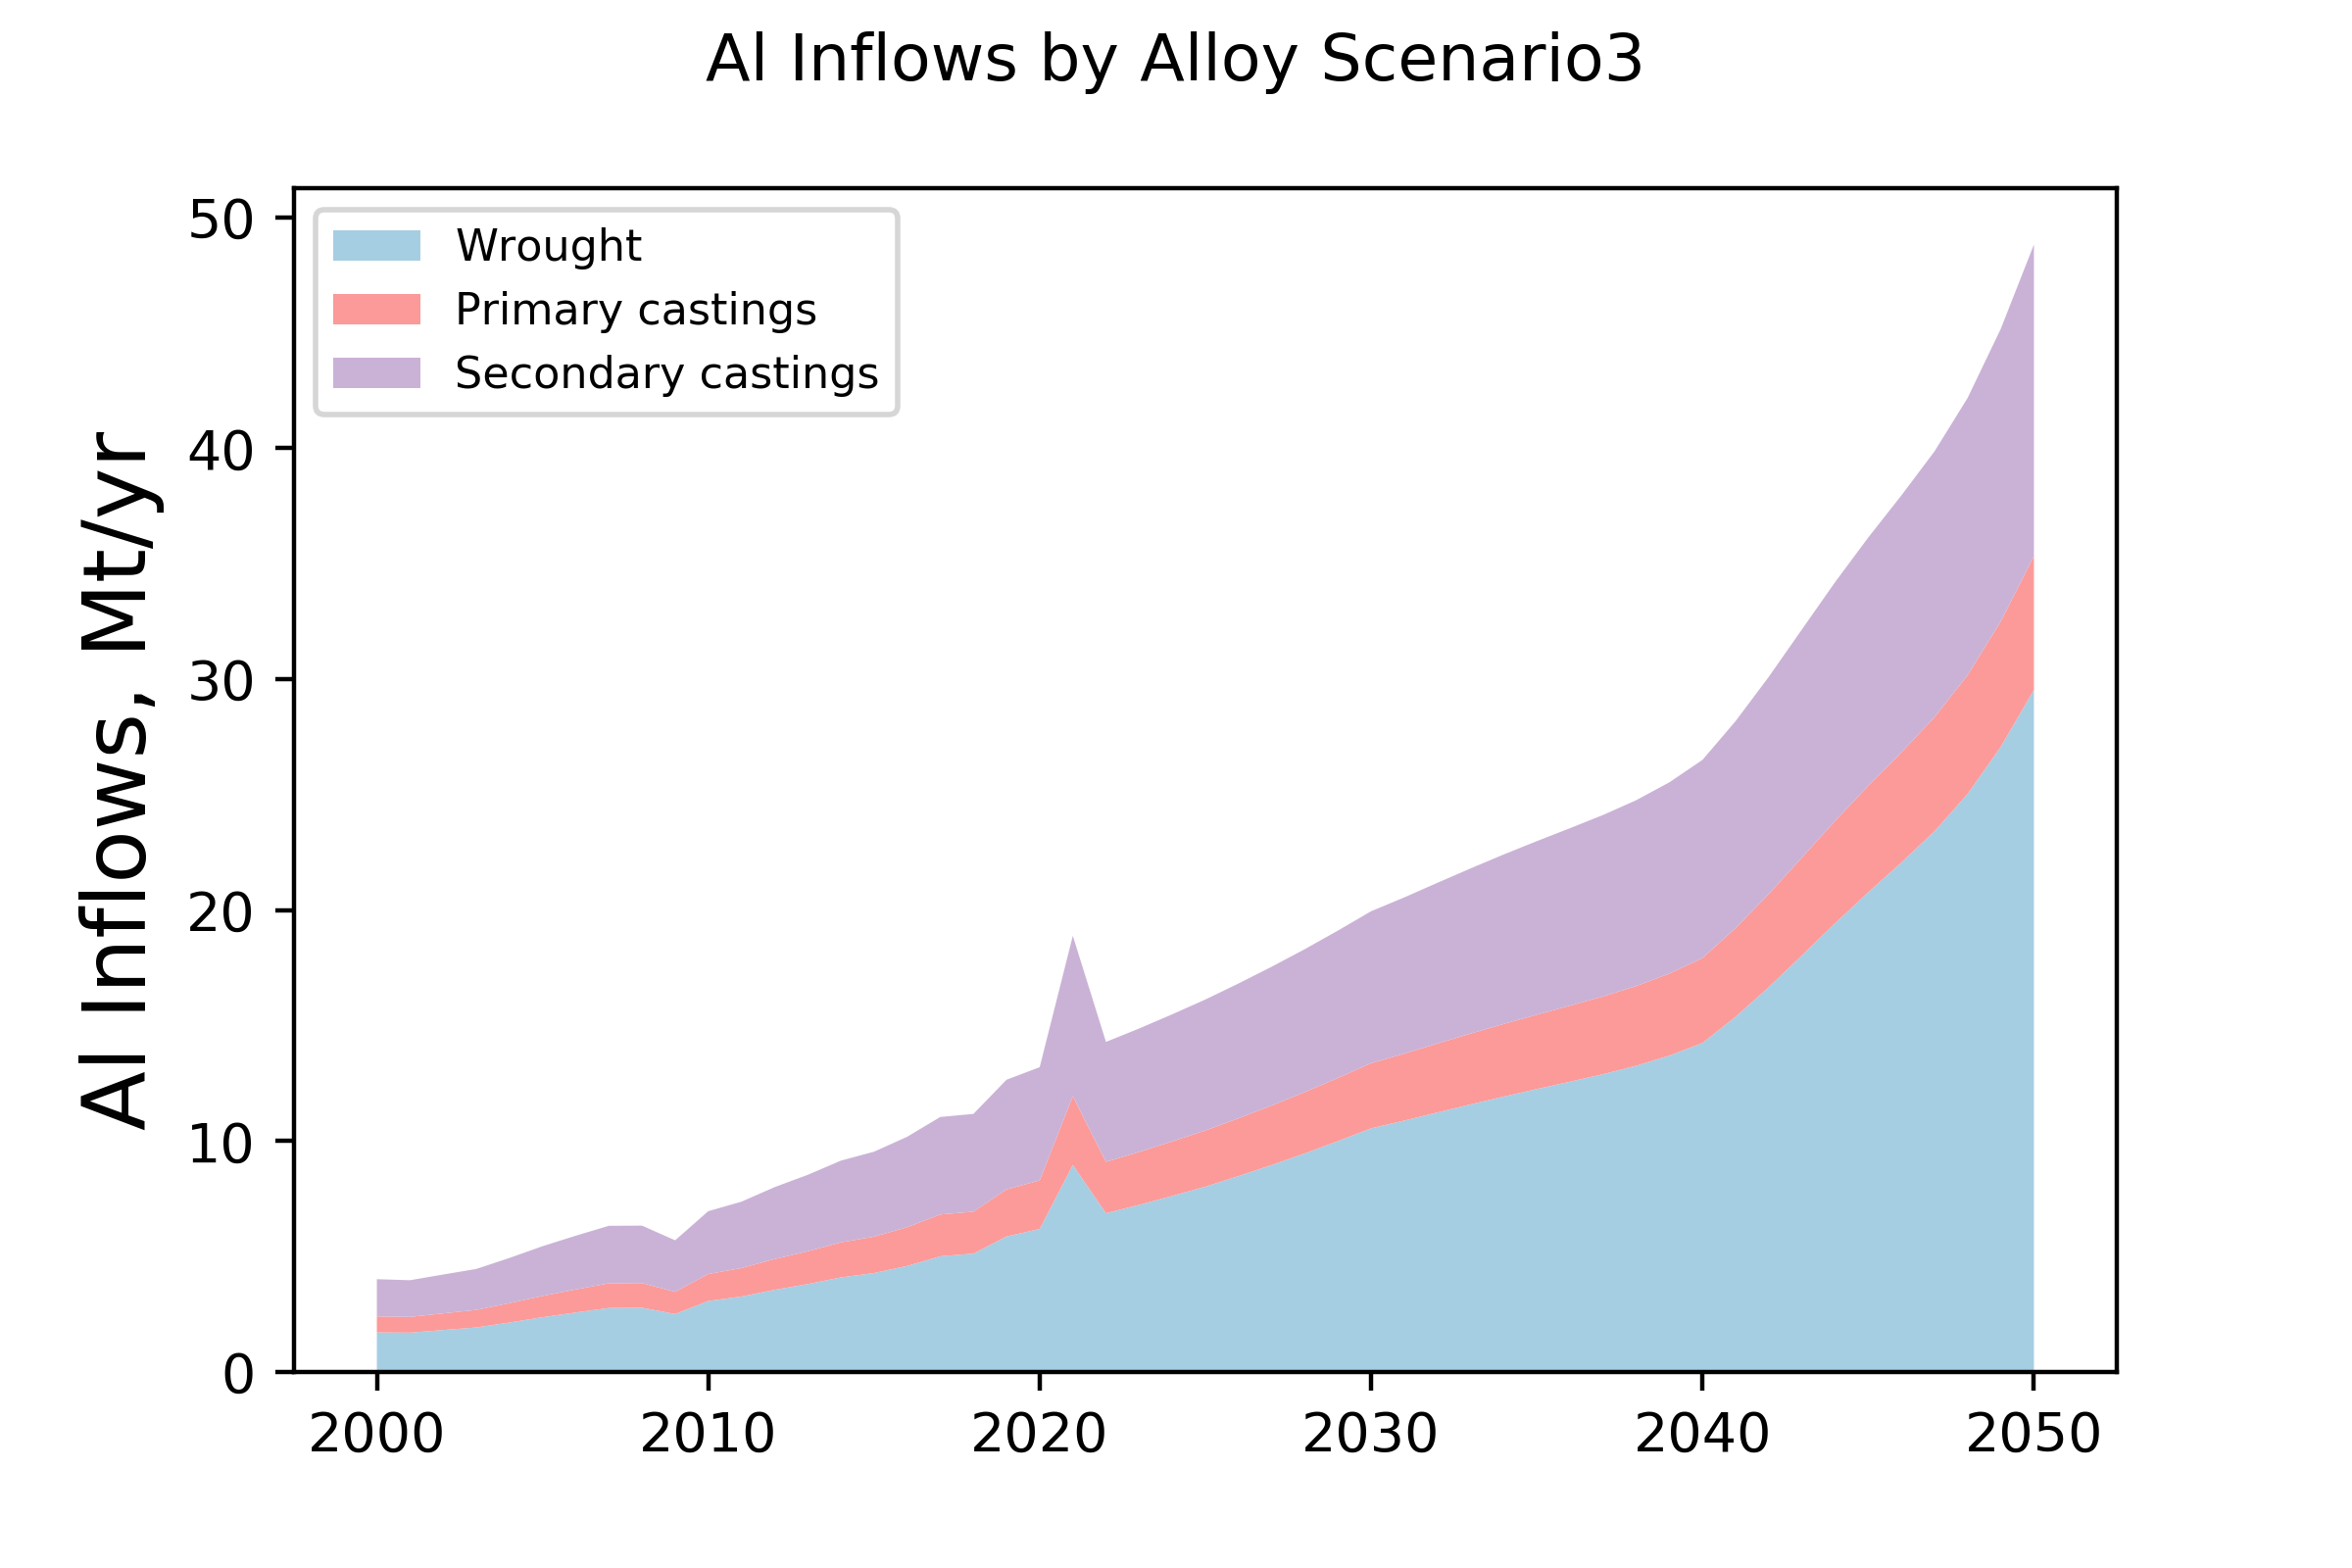 Al Inflows by Alloy Scenario3
50
40
30
20
10
0
Al Inflows, Mt/yr
Wrought
Primary castings
Secondary castings
2000 2010 2020 2030 2040 2050